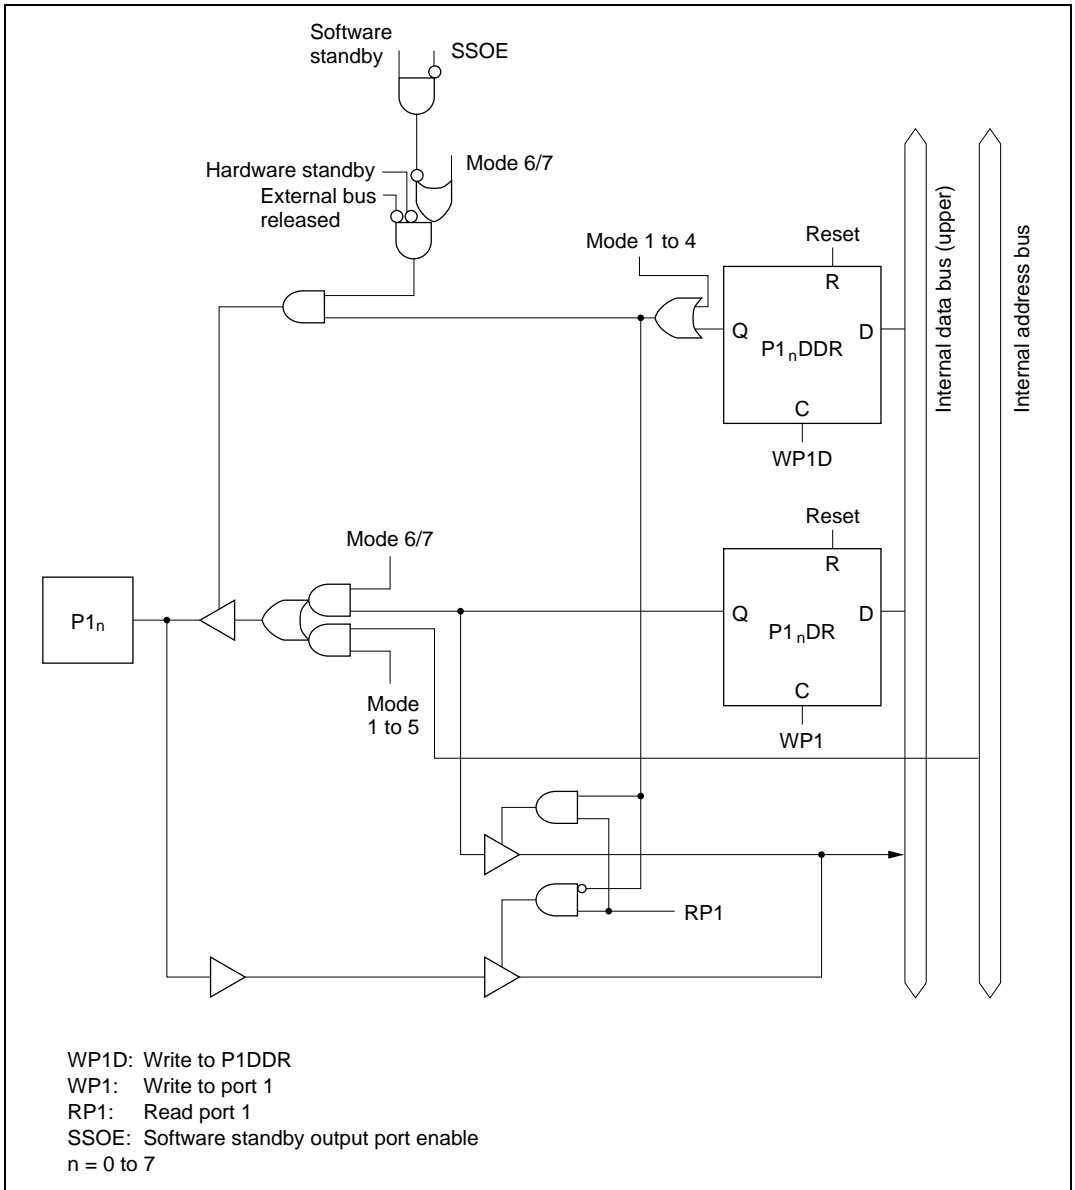 Software
standby
SSOE
Mode 6/7
Hardware standby
External bus
released
Mode 1 to 4
Reset
R
Q
P1nDDR
D
C
WP1D
Internal data bus (upper)
Internal address bus
Reset
R
Mode 6/7
P1n
Q
P1nDR
D
C
Mode
1 to 5
WP1
RP1
WP1D: Write to P1DDR
WP1: Write to port 1
RP1: Read port 1
SSOE: Software standby output port enable
n = 0 to 7